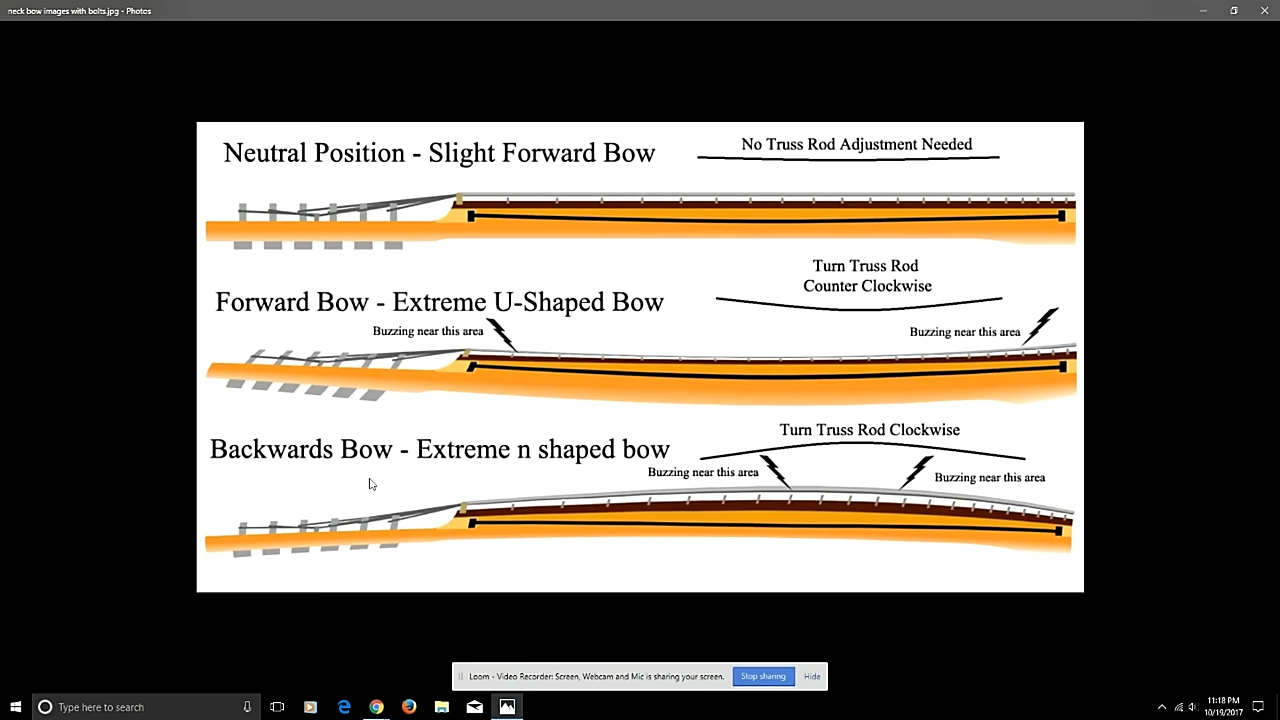 neck bow images with bolts.jpg - Photos
Neutral Position - Slight Forward Bow
No Truss Rod Adjustment Needed
Turn Truss Rod
Counter Clockwise
Forward Bow - Extreme U-Shaped Bow
Buzzing near this area
Buzzing near this area
Turn Truss Rod Clockwise
Backwards Bow - Extreme n shaped bow
Buzzing near this area
Buzzing near this area
Loom - Video Recorder: Screen, Webcam and Mic is sharing your screen.
Stop sharing
Hide
Type here to search
11:18 PM
10/19/2017